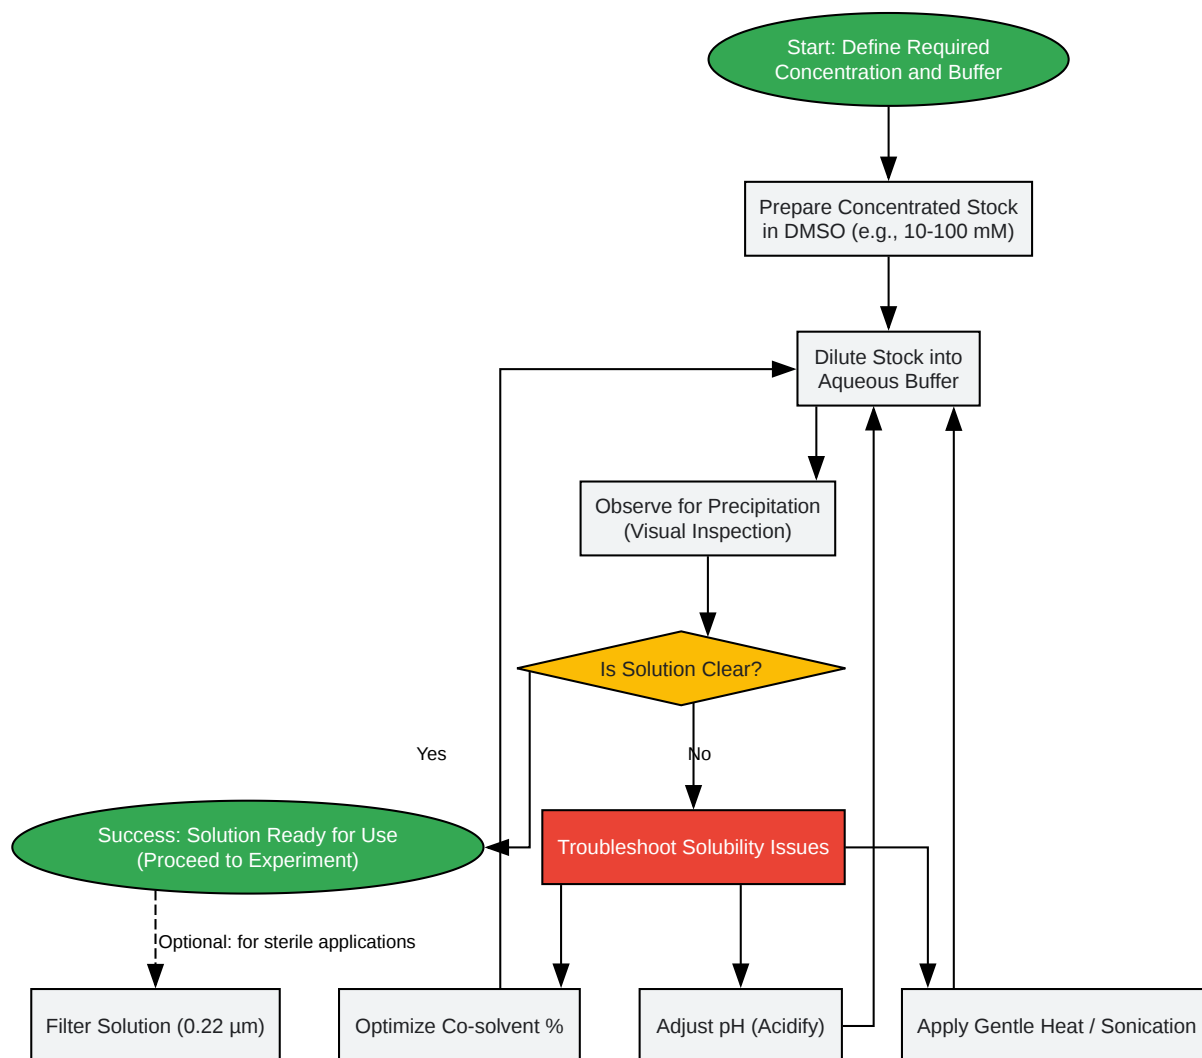 Start: Define Required
Concentration and Buffer
Prepare Concentrated Stock
in DMSO (e.g., 10-100 mM)
Dilute Stock into
Aqueous Buffer
Observe for Precipitation
(Visual Inspection)
Is Solution Clear?
Yes
No
Success: Solution Ready for Use
(Proceed to Experiment)
Troubleshoot Solubility Issues
Optional: for sterile applications
Filter Solution (0.22 µm)
Optimize Co-solvent %
Adjust pH (Acidify)
Apply Gentle Heat / Sonication